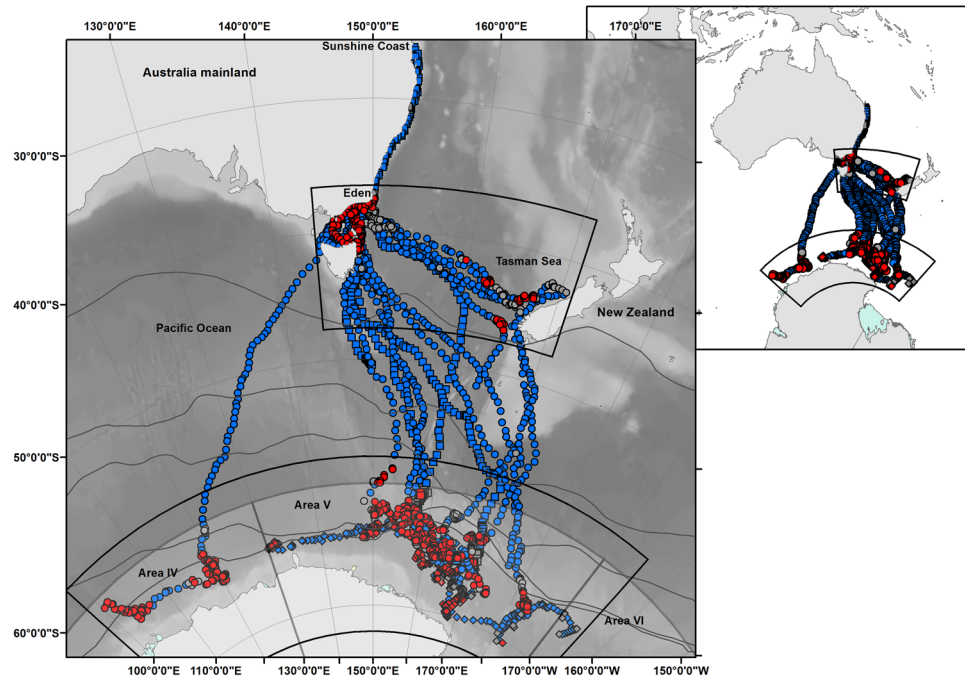 130°0'0"E 140°0'0"E 150°0'0"E 160°0'0"E 170°0'0"E
Sunshine Coast
Australia mainland
30°0'0"S
Eden
Tasman Sea
40°0'0"S
New Zealand
Pacific Ocean
50°0'0"S
Area V
Area IV
Area VI
60°0'0"S
100°0'0"E 110°0'0"E 130°0'0"E 150°0'0"E 170°0'0"E 170°0'0"W 150°0'0"W